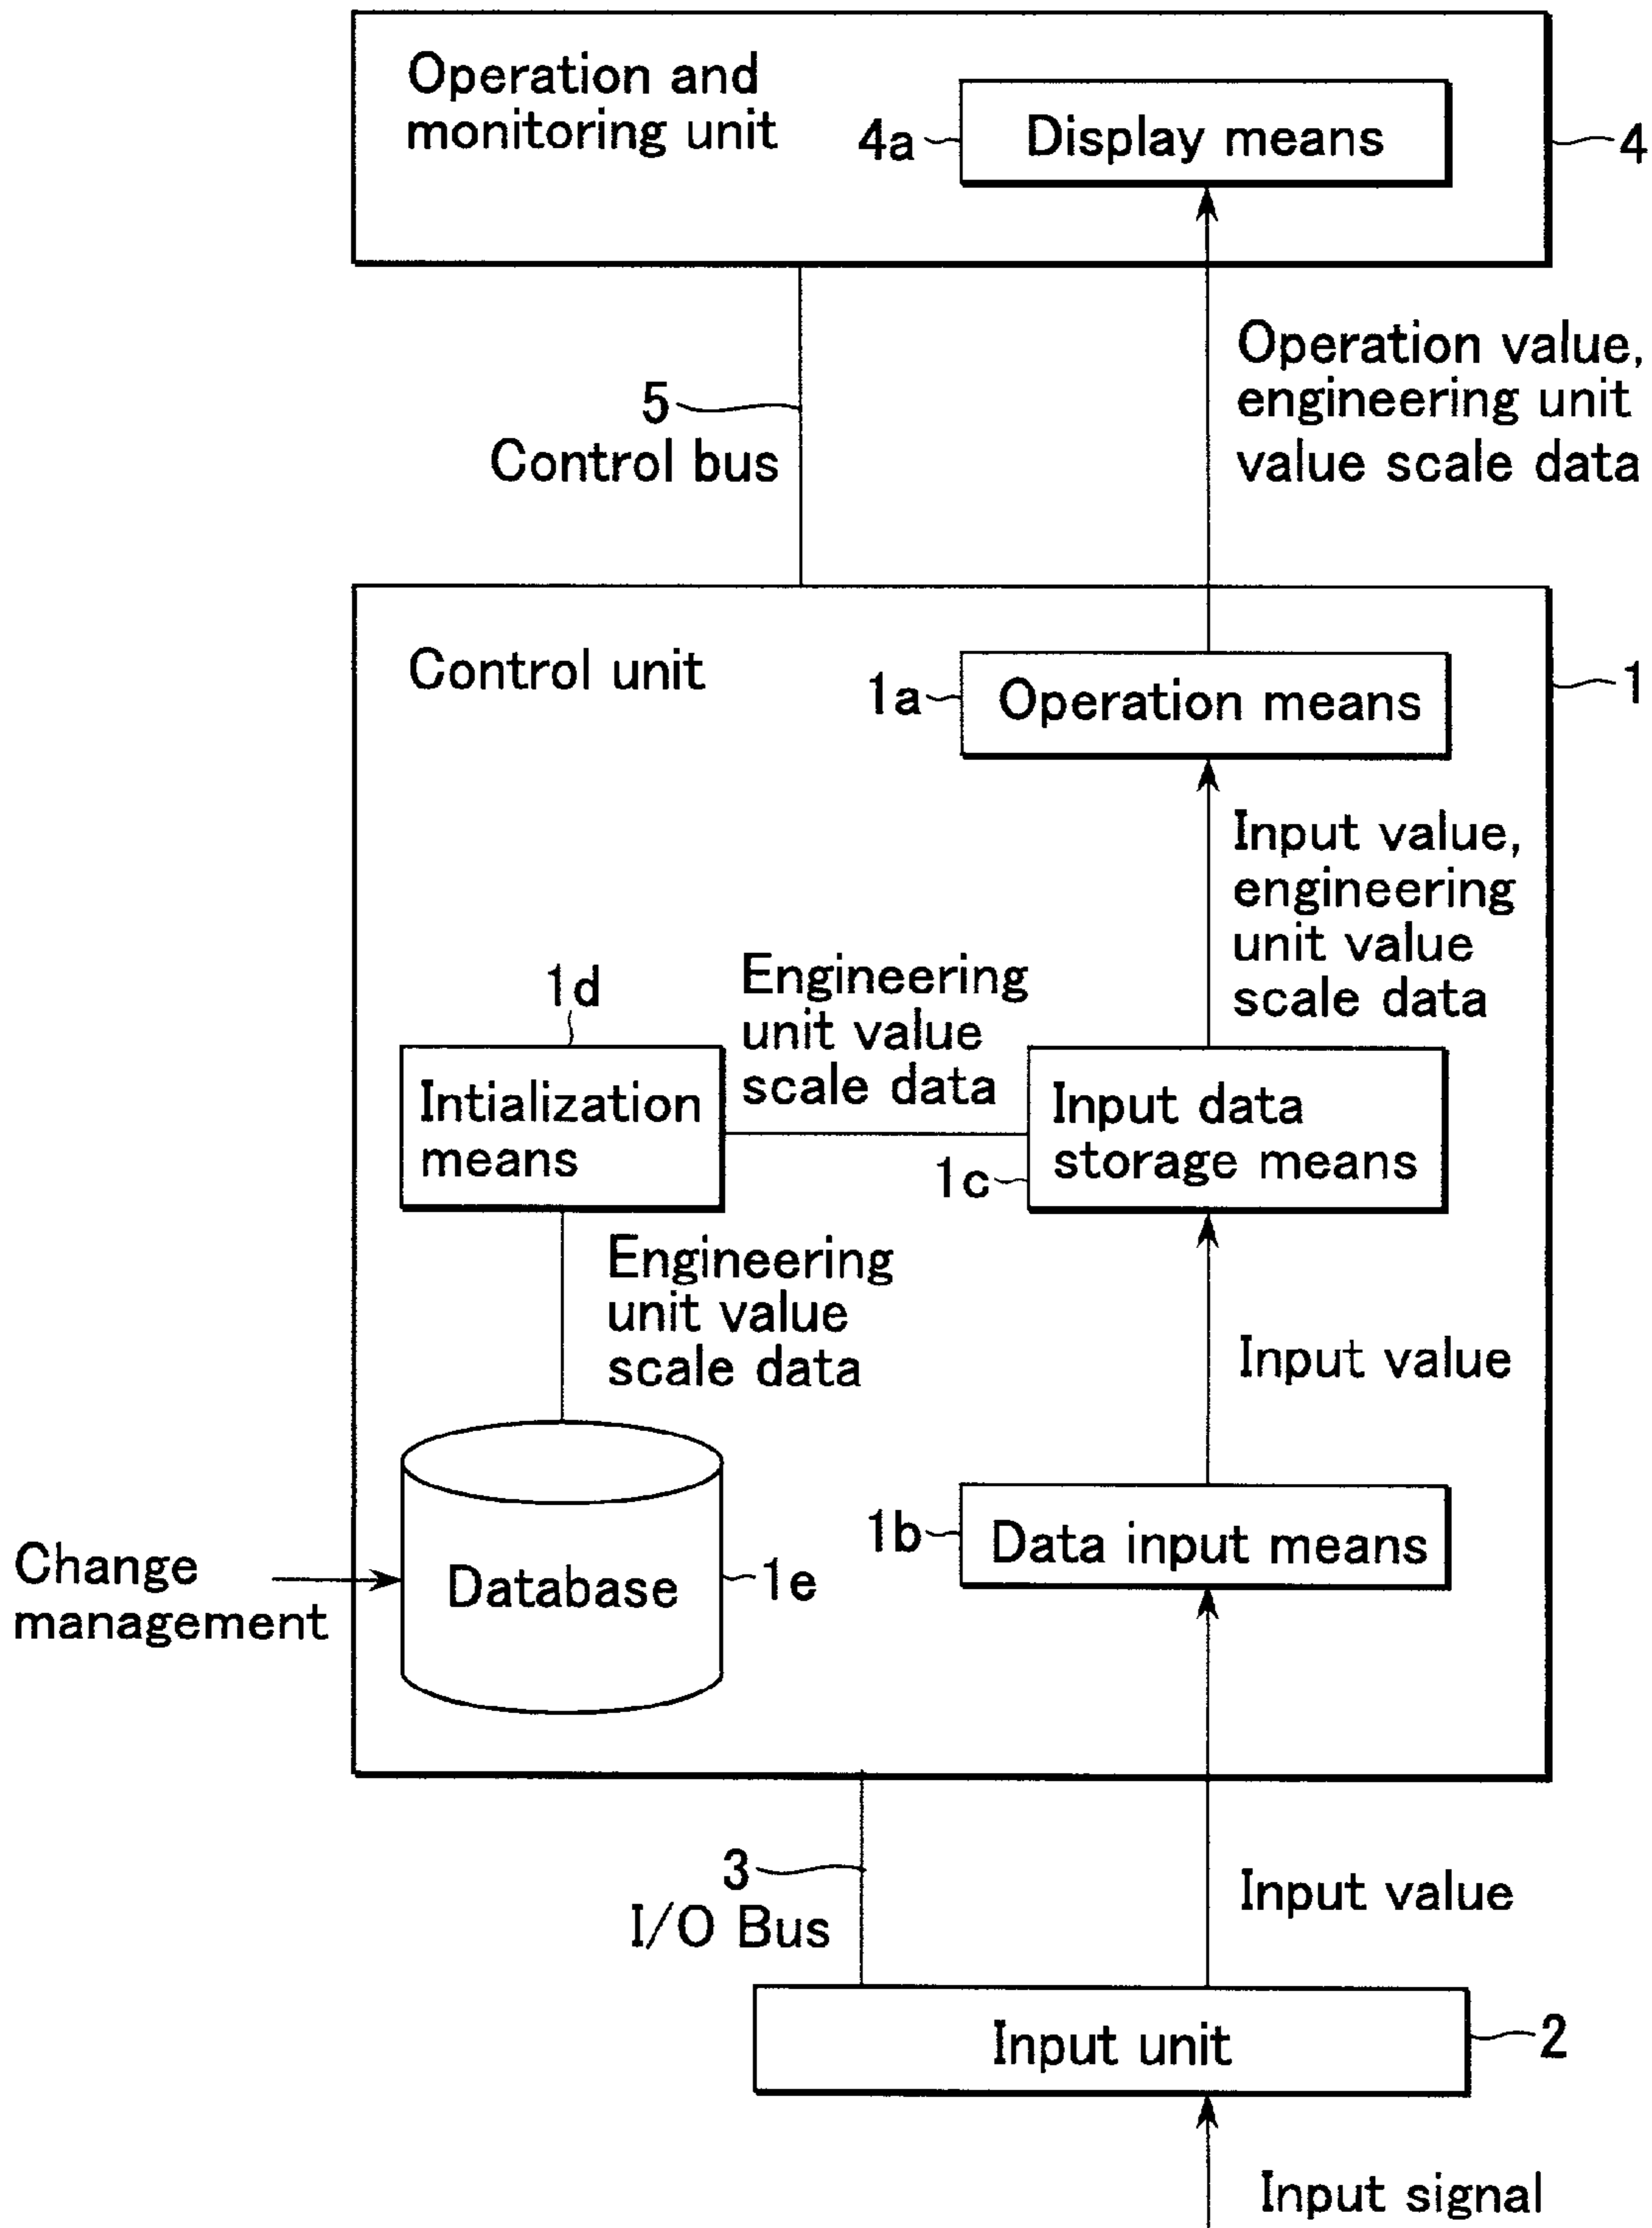 Operation and
monitoring unit
4a
Display means
4
Operation value,
engineering unit
value scale data
5
Control bus
Control unit
1a
Operation means
1
Input value,
engineering
unit value
scale data
1d
Engineering
unit value
scale data
Intialization
means
1c
Input data
storage means
Engineering
unit value
scale data
Input value
1b
Data input means
Change
management
Database
1e
3
I/O Bus
Input value
Input unit
2
Input signal